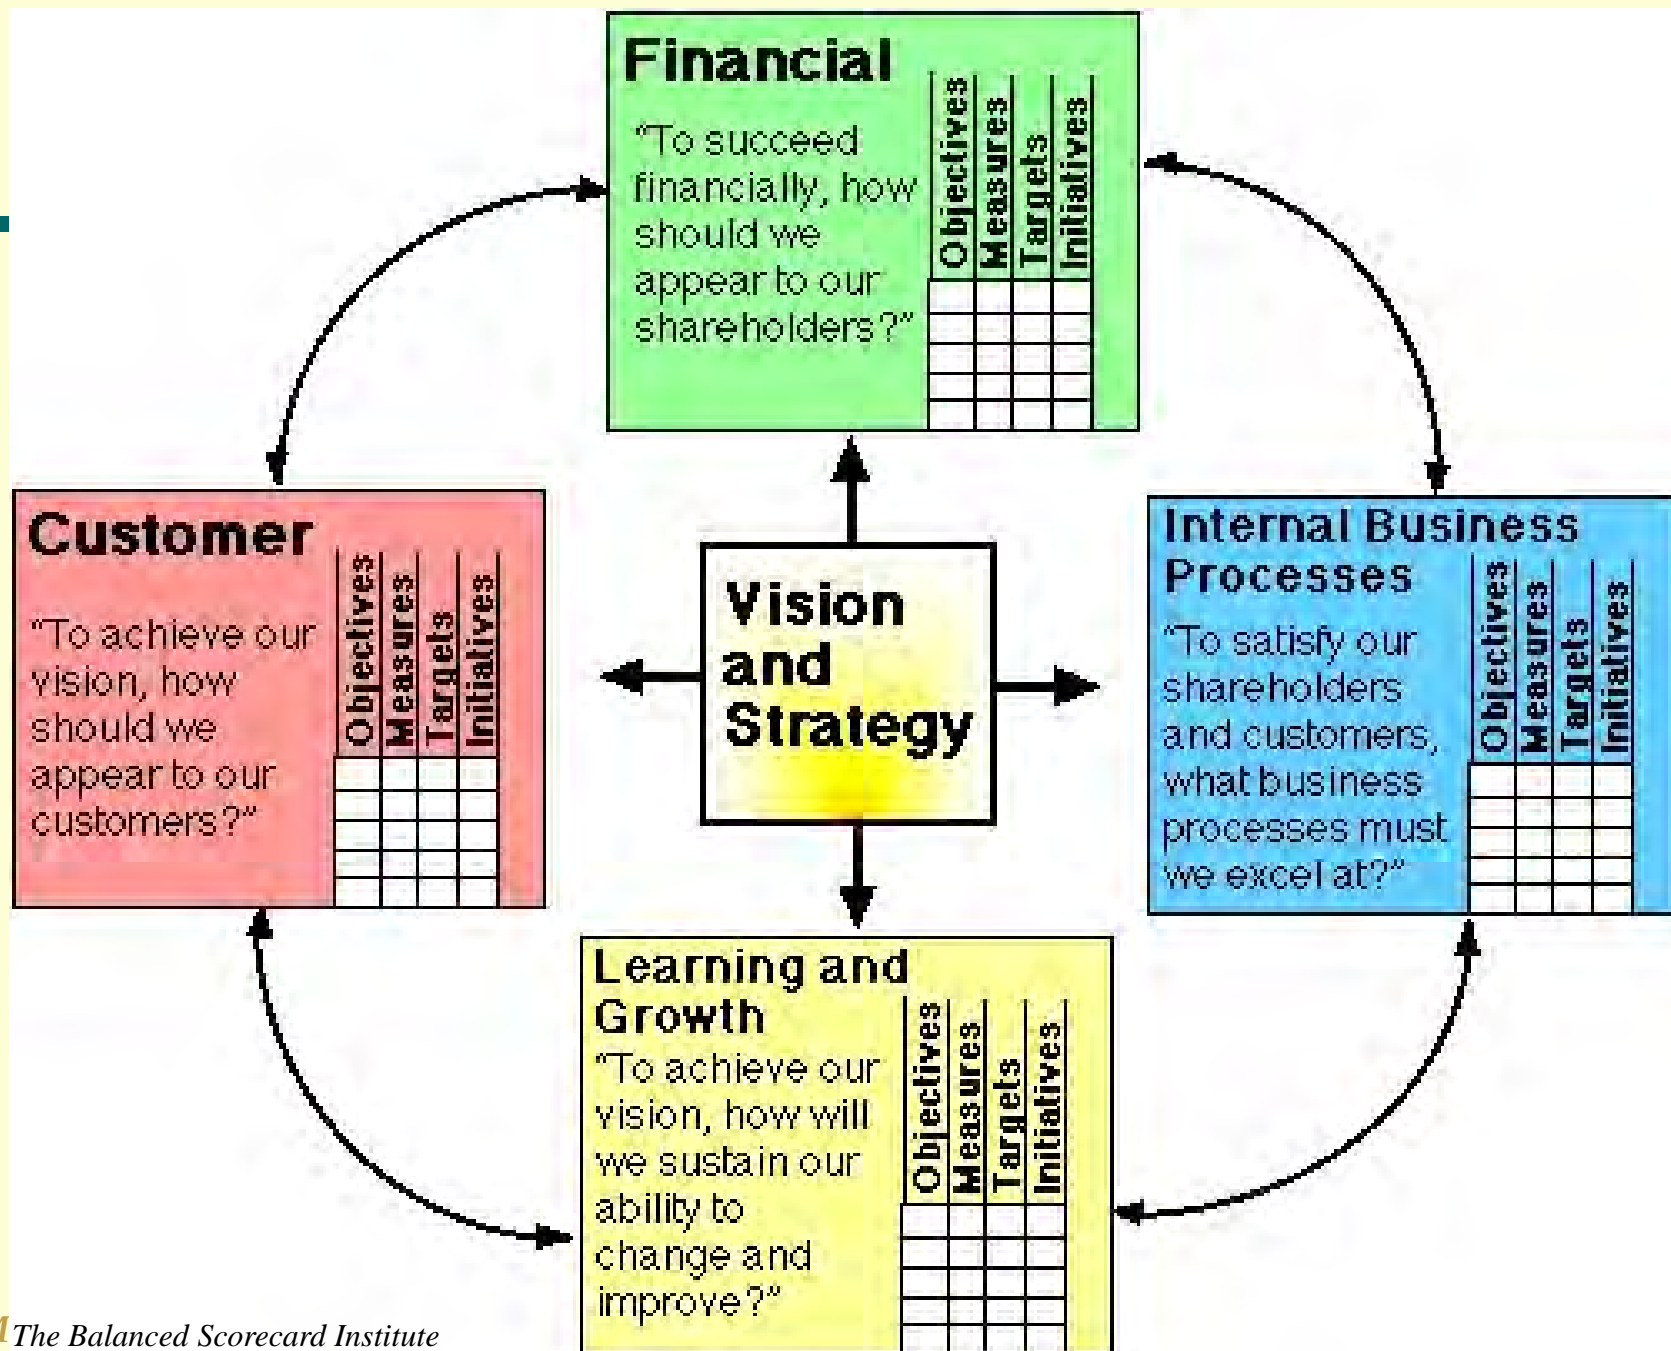 Financial
"To succeed
financially, how
should we
appear to our
shareholders?"
Objectives
Measures
Targets
Initiatives
Customer
"To achieve our
vision, how
should we
appear to our
customers?"
Objectives
Measures
Targets
Initiatives
Vision
and
Strategy
Internal Business
Processes
"To satisfy our
shareholders
and customers,
what business
processes must
we excel at?"
Objectives
Measures
Targets
Initiatives
Learning and
Growth
"To achieve our
vision, how will
we sustain our
ability to
change and
improve?"
Objectives
Measures
Targets
Initiatives
The Balanced Scorecard Institute